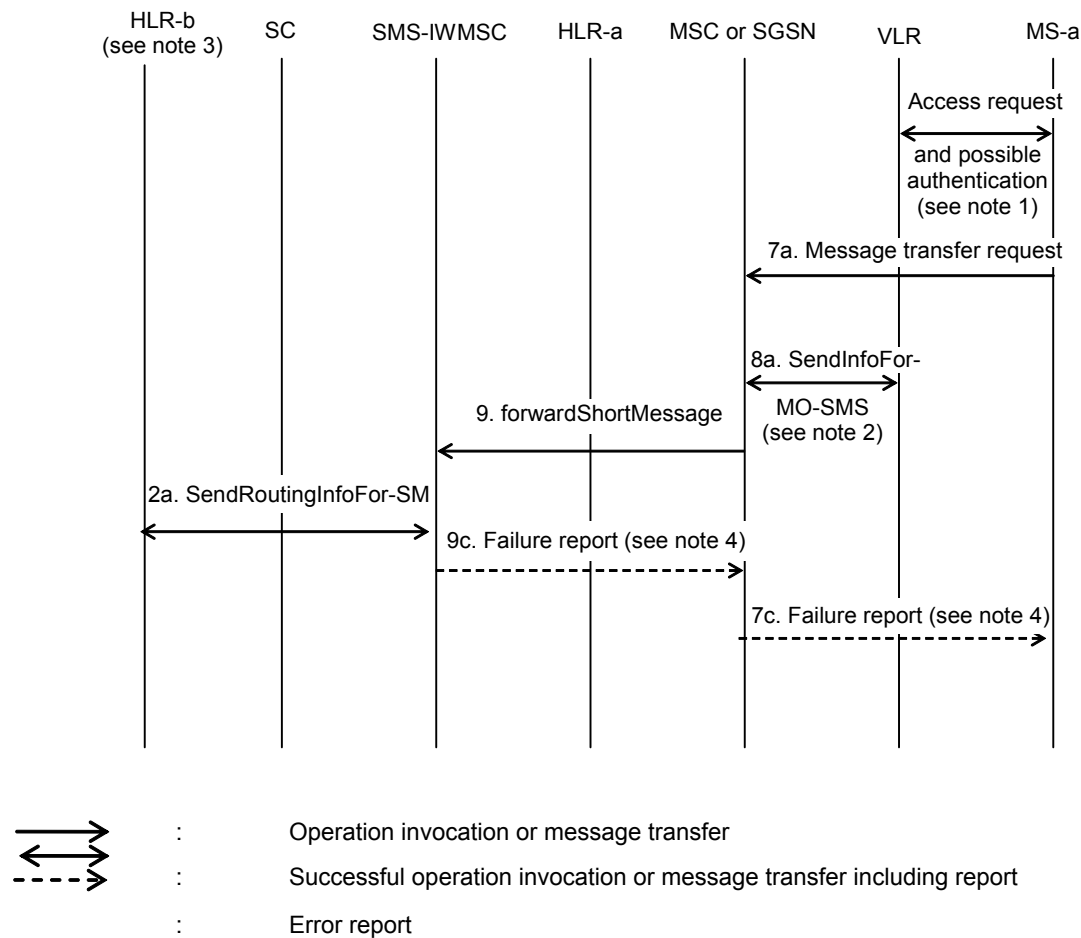 HLR-b
(see note 3)
SC
SMS-IWMSC
HLR-a
MSC or SGSN
VLR
MS-a
Access request
and possible
authentication
(see note 1)
7a. Message transfer request
8a. SendInfoFor-
MO-SMS
(see note 2)
9. forwardShortMessage
2a. SendRoutingInfoFor-SM
9c. Failure report (see note 4)
7c. Failure report (see note 4)
: Operation invocation or message transfer
: Successful operation invocation or message transfer including report
: Error report